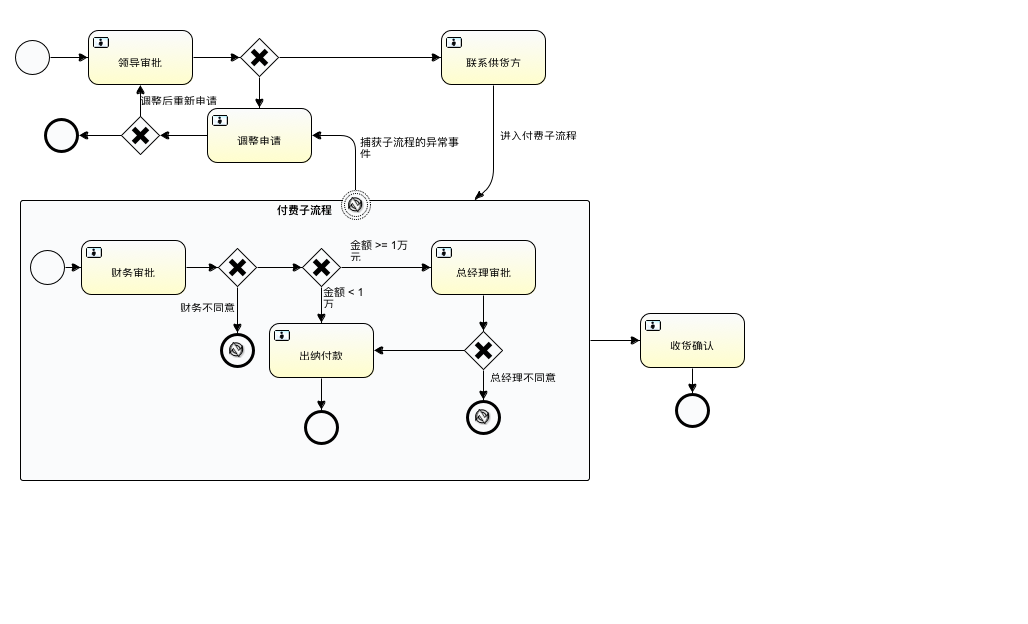 领导审批
联系供货方
调整后重新申请
调整申请
捕获子流程的异常事
件
进入付费子流程
付费子流程
金额 >= 1万
元
财务审批
总经理审批
金额 < 1
万
财务不同意
出纳付款
总经理不同意
收货确认